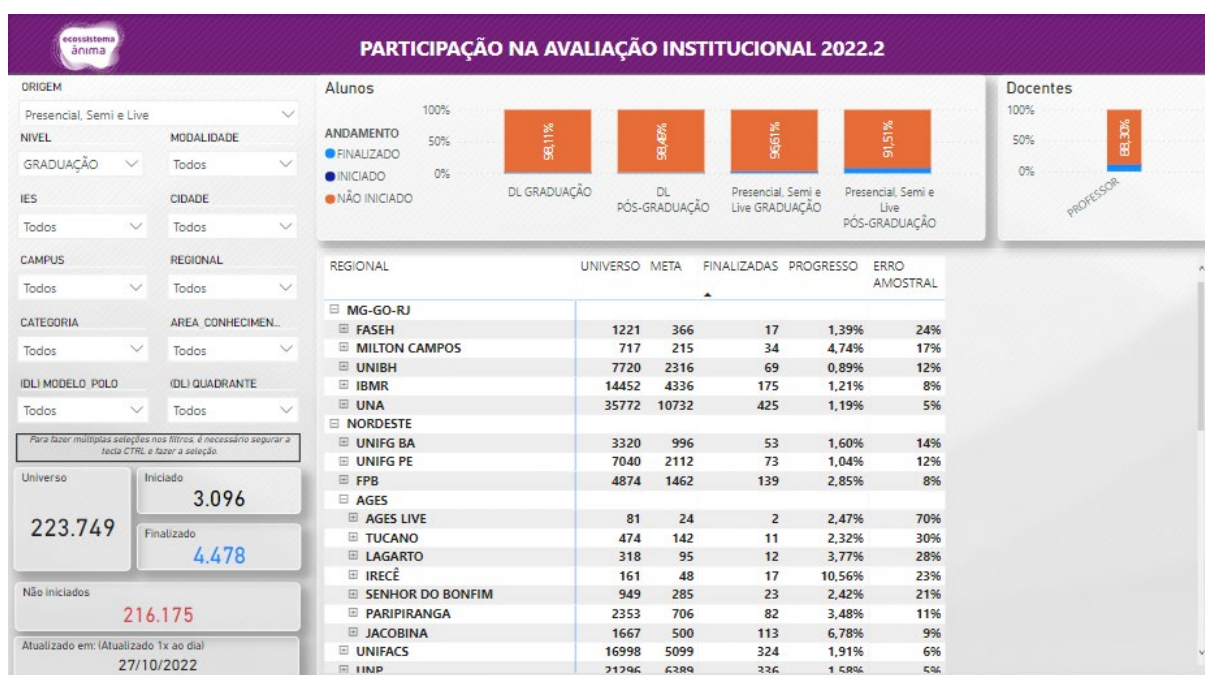 ecossistema
ânima
PARTICIPAÇÃO NA AVALIAÇÃO INSTITUCIONAL 2022.2
ORIGEM
Presencial, Semi e Live
NIVEL MODALIDADE
GRADUAÇÃO Todos
IES CIDADE
Todos Todos
CAMPUS REGIONAL
Todos Todos
CATEGORIA AREA_CONHECIMEN...
Todos Todos
(DL) MODELO_POLO (DL) QUADRANTE
Todos Todos
Para fazer múltiplas seleções nos filtros, é necessário segurar a
tecla CTRL e fazer a seleção.
Universo
223.749
Iniciado
3.096
Finalizado
4.478
Não iniciados
216.175
Atualizado em: (Atualizado 1x ao dia)
27/10/2022
Alunos
ANDAMENTO
FINALIZADO
INICIADO
NÃO INICIADO
100%
50%
0%
98,11% 98,49% 96,61% 91,51%
DL GRADUAÇÃO
DL
PÓS-GRADUAÇÃO
Presencial, Semi e
Live GRADUAÇÃO
Presencial, Semi e
Live
PÓS-GRADUAÇÃO
Docentes
100%
50%
0%
88,30%
PROFESSOR
REGIONAL UNIVERSO META FINALIZADAS PROGRESSO ERRO
AMOSTRAL
MG-GO-RJ
FASEH 1221 366 17 1,39% 24%
MILTON CAMPOS 717 215 34 4,74% 17%
UNIBH 7720 2316 69 0,89% 12%
IBMR 14452 4336 175 1,21% 8%
UNA 35772 10732 425 1,19% 5%
NORDESTE
UNIFG BA 3320 996 53 1,60% 14%
UNIFG PE 7040 2112 73 1,04% 12%
FPB 4874 1462 139 2,85% 8%
AGES
AGES LIVE 81 24 2 2,47% 70%
TUCANO 474 142 11 2,32% 30%
LAGARTO 318 95 12 3,77% 28%
IRECÊ 161 48 17 10,56% 23%
SENHOR DO BONFIM 949 285 23 2,42% 21%
PARIPIRANGA 2353 706 82 3,48% 11%
JACOBINA 1667 500 113 6,78% 9%
UNIFACS 16998 5099 324 1,91% 6%
UNP 21296 6389 336 1,58% 5%